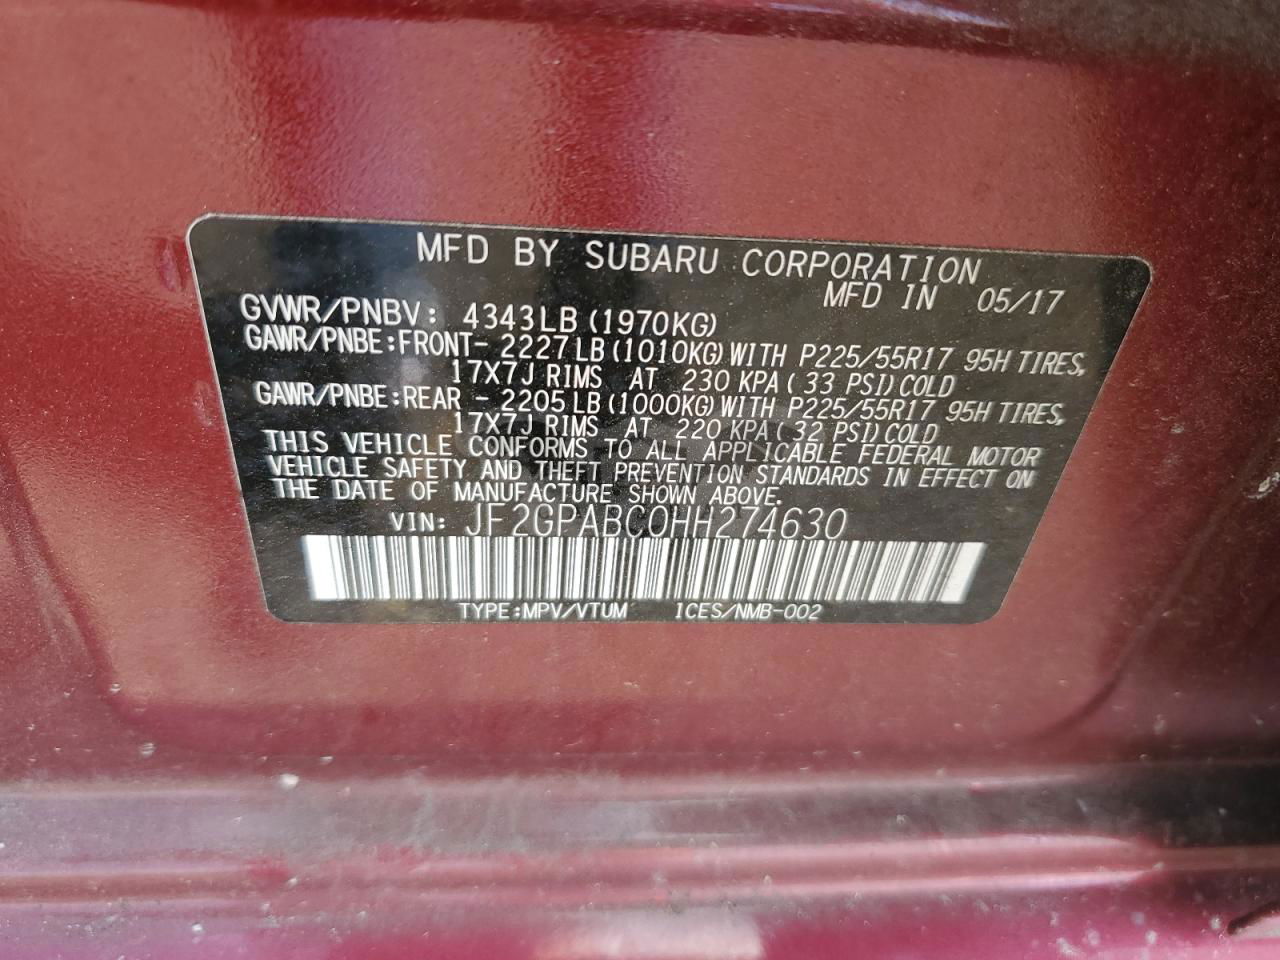 MFD BY SUBARU CORPORATION
MFD IN 05/17
GVWR/PNBV: 4343LB (1970KG)
GAWR/PNBE:FRONT- 2227LB (1010KG) WITH P225/55R17 95H TIRES,
17X7J RIMS AT 230 KPA (33 PSI) COLD
GAWR/PNBE:REAR - 2205LB (1000KG) WITH P225/55R17 95H TIRES,
17X7J RIMS AT 220 KPA (32 PSI) COLD
THIS VEHICLE CONFORMS TO ALL APPLICABLE FEDERAL MOTOR
VEHICLE SAFETY AND THEFT PREVENTION STANDARDS IN EFFECT ON
THE DATE OF MANUFACTURE SHOWN ABOVE.
VIN: JF2GPABC0HH274630
TYPE:MPV/VTUM ICES/NMB-002